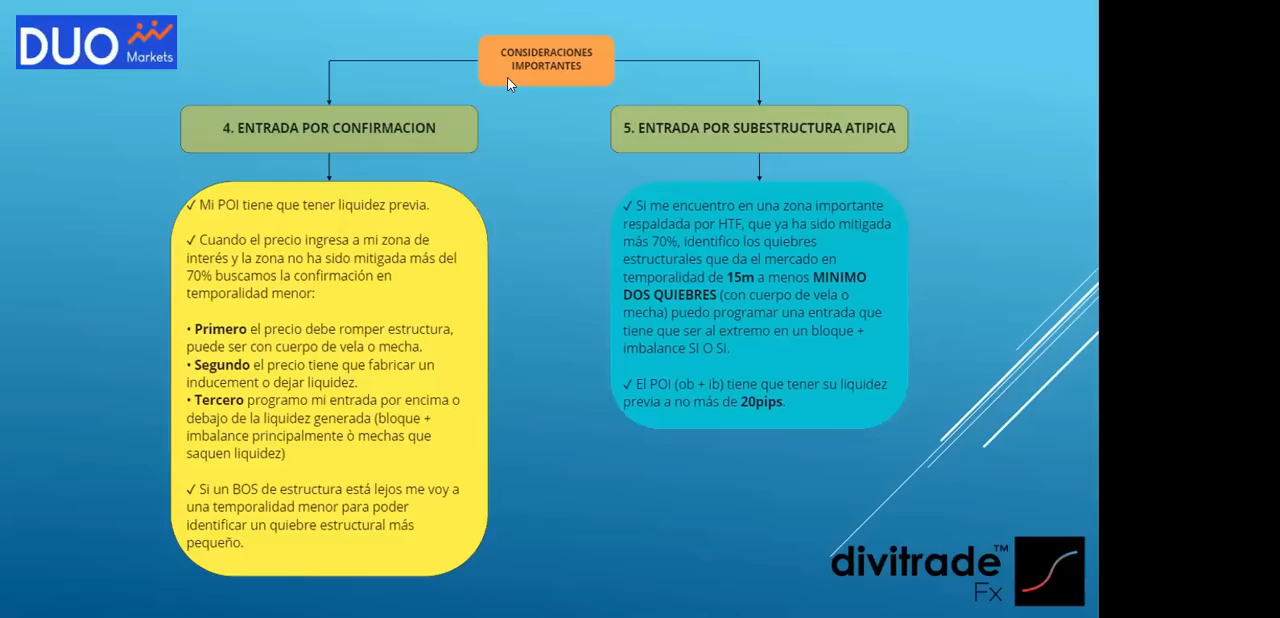 DUO
Markets
CONSIDERACIONES
IMPORTANTES
4. ENTRADA POR CONFIRMACION
5. ENTRADA POR SUBESTRUCTURA ATIPICA
✓ Mi POI tiene que tener liquidez previa.
✓ Cuando el precio ingresa a mi zona de
interés y la zona no ha sido mitigada más del
70% buscamos la confirmación en
temporalidad menor:
• Primero el precio debe romper estructura,
puede ser con cuerpo de vela o mecha.
• Segundo el precio tiene que fabricar un
inducement o dejar liquidez.
• Tercero programo mi entrada por encima o
debajo de la liquidez generada (bloque +
imbalance principalmente ò mechas que
saquen liquidez)
✓ Si un BOS de estructura está lejos me voy a
una temporalidad menor para poder
identificar un quiebre estructural más
pequeño.
✓ Si me encuentro en una zona importante
respaldada por HTF, que ya ha sido mitigada
más 70%, identifico los quiebres
estructurales que da el mercado en
temporalidad de 15m a menos MINIMO
DOS QUIEBRES (con cuerpo de vela o
mecha) puedo programar una entrada que
tiene que ser al extremo en un bloque +
imbalance SI O SI.
✓ El POI (ob + ib) tiene que tener su liquidez
previa a no más de 20pips.
divitrade™
Fx